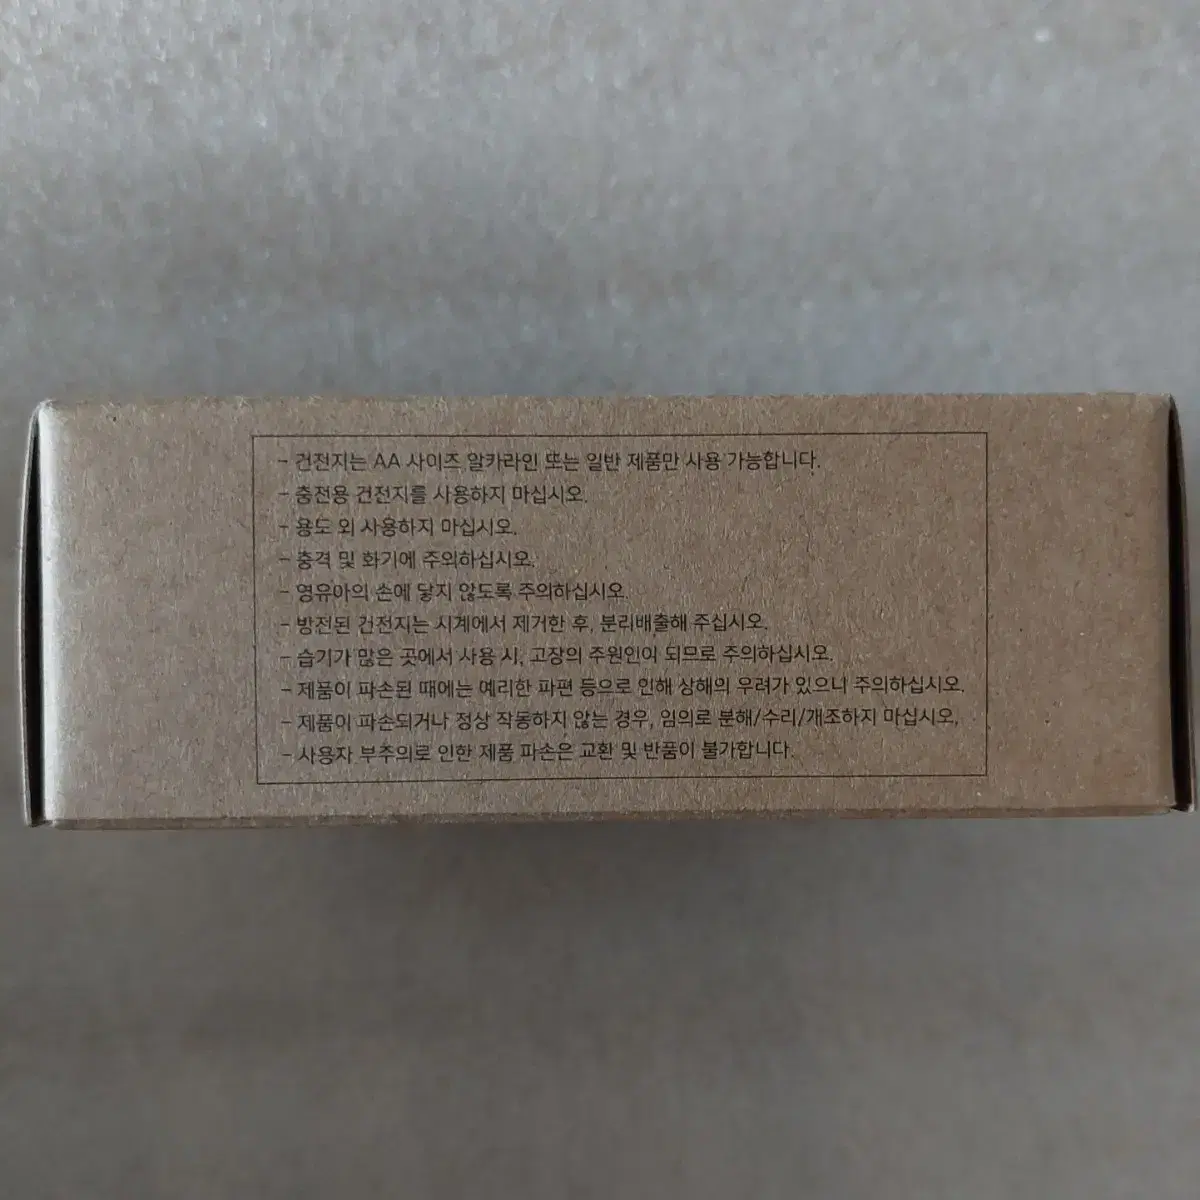 - 건전지는 AA 사이즈 알카라인 또는 일반 제품만 사용 가능합니다.
- 충전용 건전지를 사용하지 마십시오.
- 용도 외 사용하지 마십시오.
- 충격 및 화기에 주의하십시오.
- 영유아의 손에 닿지 않도록 주의하십시오.
- 방전된 건전지는 시계에서 제거한 후, 분리배출해 주십시오.
- 습기가 많은 곳에서 사용 시, 고장의 주원인이 되므로 주의하십시오.
- 제품이 파손된 때에는 예리한 파편 등으로 인해 상해의 우려가 있으니 주의하십시오.
- 제품이 파손되거나 정상 작동하지 않는 경우, 임의로 분해/수리/개조하지 마십시오.
- 사용자 부주의로 인한 제품 파손은 교환 및 반품이 불가합니다.